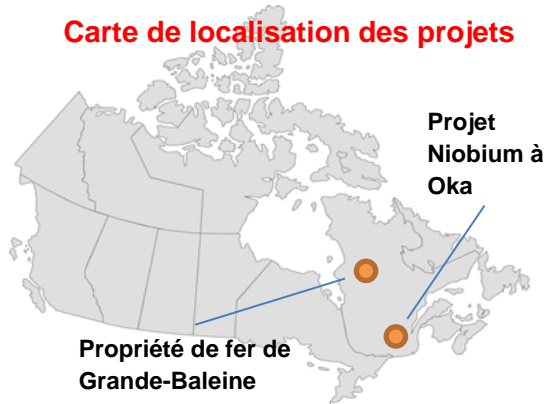 Carte de localisation des projets
Projet
Niobium à
Oka
Propriété de fer de
Grande-Baleine